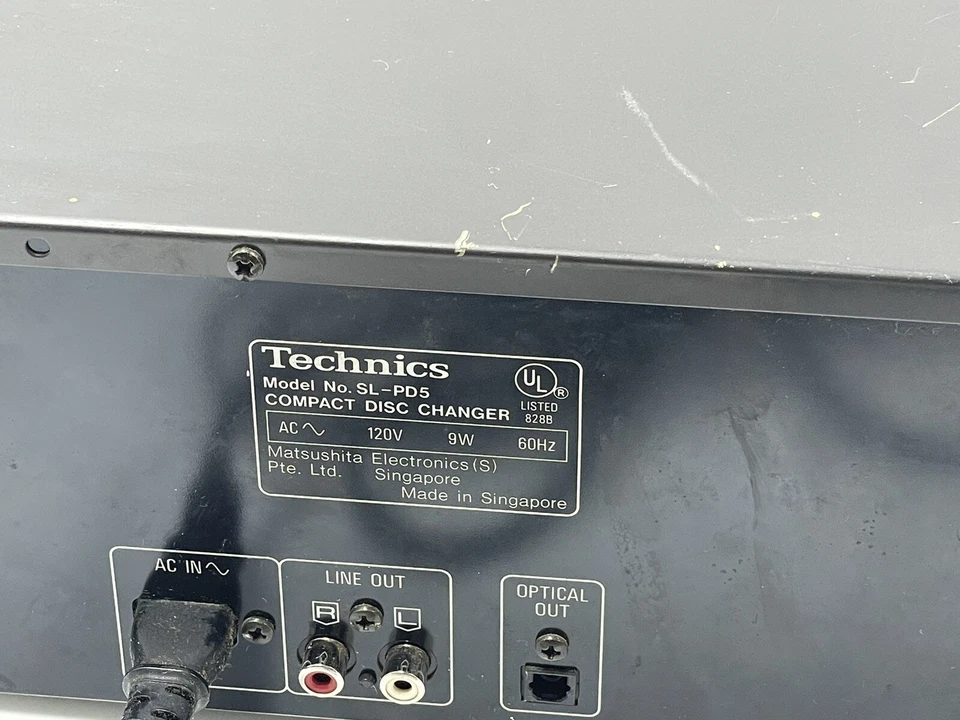 Technics
Model No. SL-PD5
COMPACT DISC CHANGER
UL ®
LISTED
828B
AC ∿ 120V 9W 60Hz
Matsushita Electronics (S)
Pte. Ltd. Singapore
Made in Singapore
AC IN ∿
LINE OUT
R L
OPTICAL
OUT